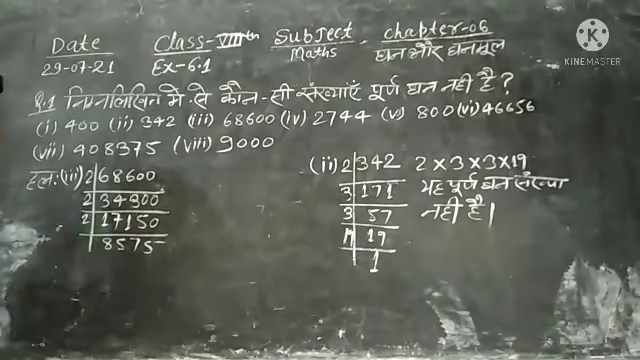 Date Class-VIIIth Subject chapter-06
29-07-21 Ex-6.1 Maths घन और घनमूल
KINEMASTER
Q.1 निम्नलिखित मे से कौन-सी संख्याएँ पूर्ण घन नही है?
(i) 400 (ii) 342 (iii) 68600 (iv) 2744 (v) 800 (vi) 46656
(vii) 408375 (viii) 9000
हल:(iii) 2 68600
2 34300
2 17150
8575
(ii) 2 342 2×3×3×19
3 171 यह पूर्ण घन संख्या
3 57 नही है।
19 19
1